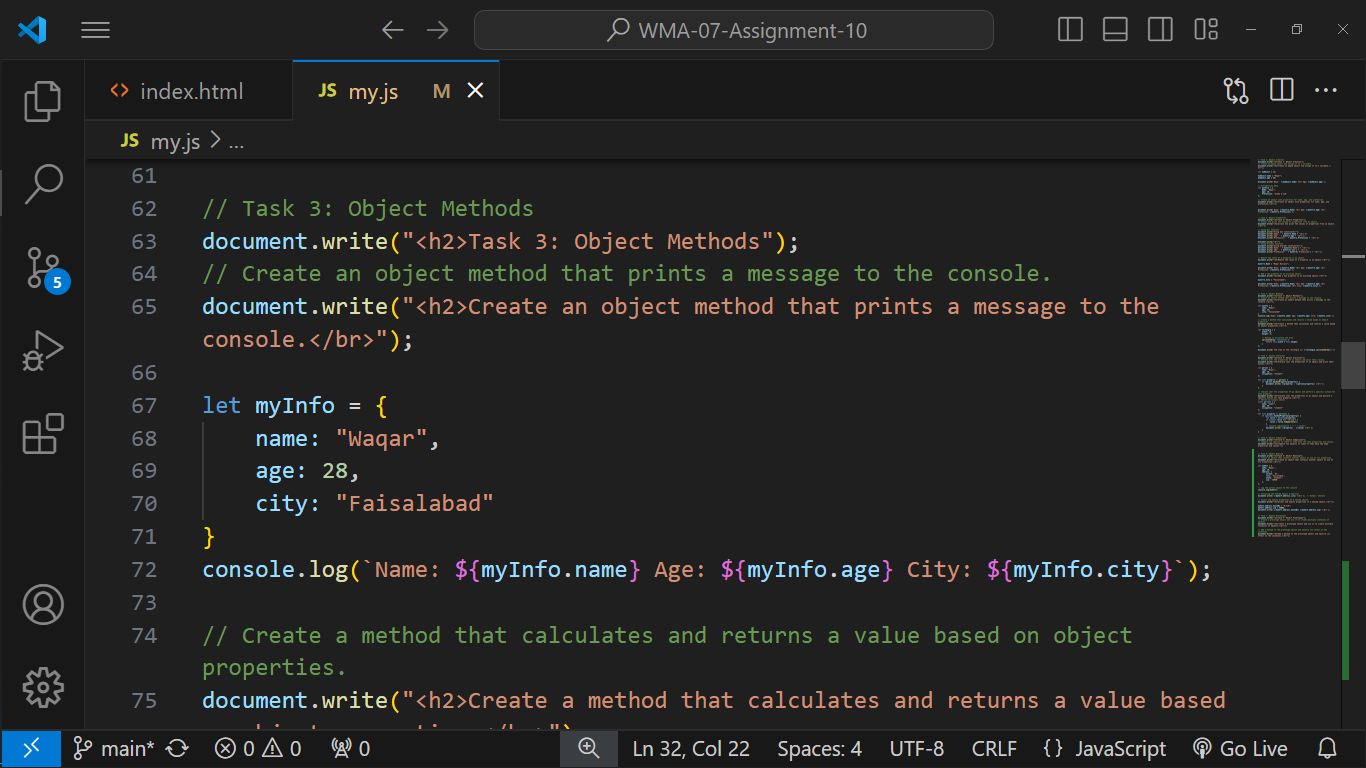 WMA-07-Assignment-10
index.html
JS my.js M
JS my.js > ...
61
62 // Task 3: Object Methods
63 document.write("<h2>Task 3: Object Methods");
64 // Create an object method that prints a message to the console.
65 document.write("<h2>Create an object method that prints a message to the
console.</br>");
66
67 let myInfo = {
68 name: "Waqar",
69 age: 28,
70 city: "Faisalabad"
71 }
72 console.log(`Name: ${myInfo.name} Age: ${myInfo.age} City: ${myInfo.city}`);
73
74 // Create a method that calculates and returns a value based on object
properties.
75 document.write("<h2>Create a method that calculates and returns a value based
5
main* 0 0 0 Ln 32, Col 22 Spaces: 4 UTF-8 CRLF {} JavaScript Go Live